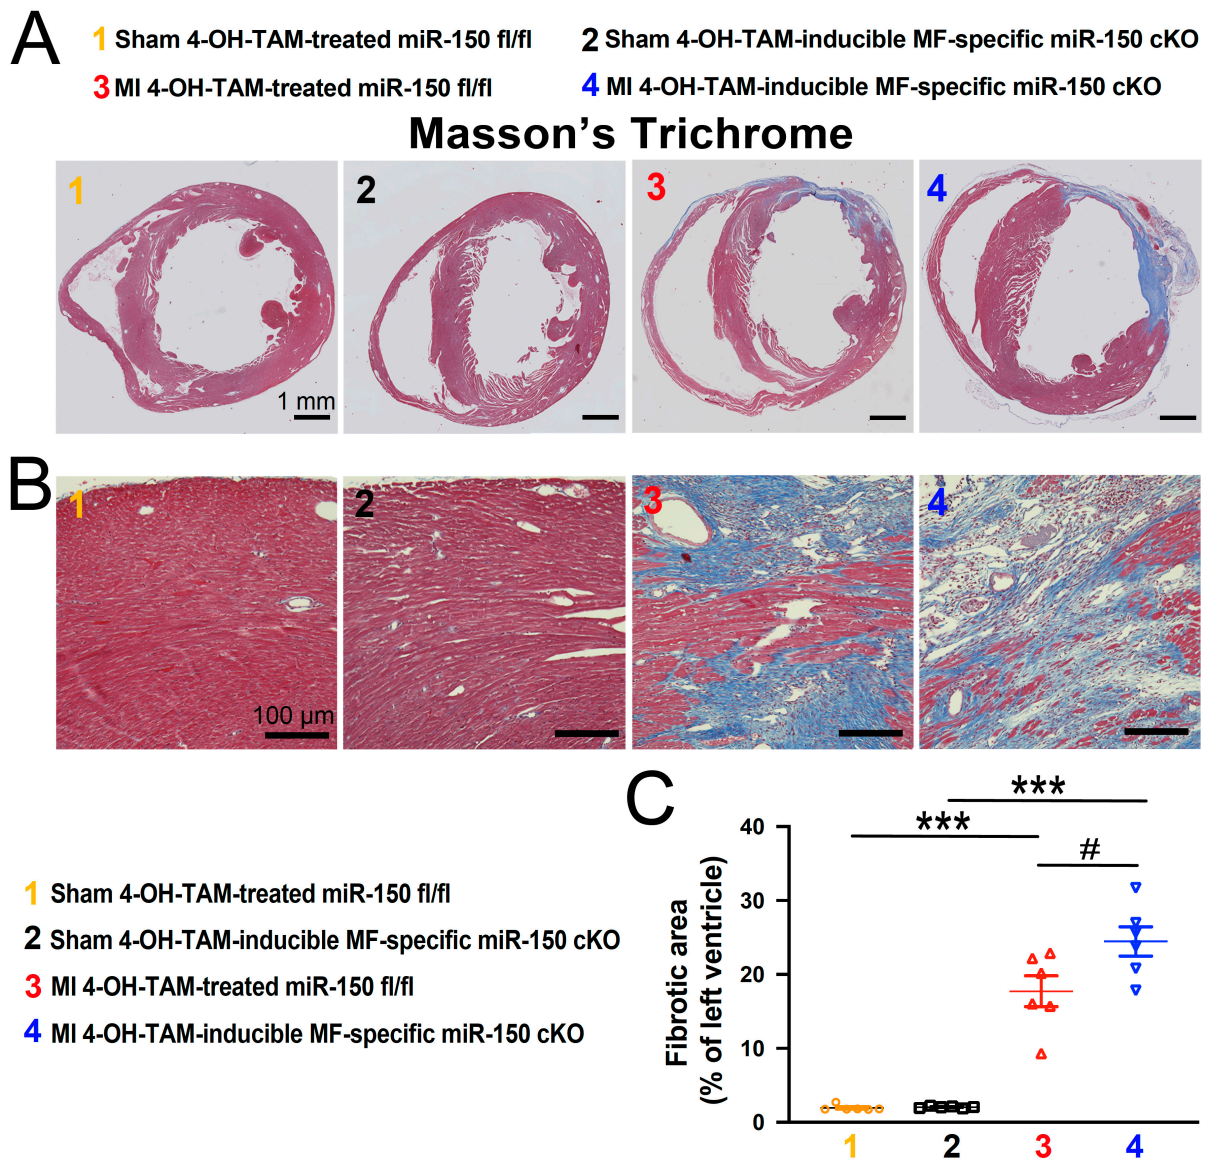 A
1 Sham 4-OH-TAM-treated miR-150 fl/fl
2 Sham 4-OH-TAM-inducible MF-specific miR-150 cKO
3 MI 4-OH-TAM-treated miR-150 fl/fl
4 MI 4-OH-TAM-inducible MF-specific miR-150 cKO
Masson's Trichrome
1
2
3
4
1 mm
B
1
2
3
4
100 µm
C
***
***
#
40
30
20
10
0
Fibrotic area
(% of left ventricle)
1
2
3
4
1 Sham 4-OH-TAM-treated miR-150 fl/fl
2 Sham 4-OH-TAM-inducible MF-specific miR-150 cKO
3 MI 4-OH-TAM-treated miR-150 fl/fl
4 MI 4-OH-TAM-inducible MF-specific miR-150 cKO